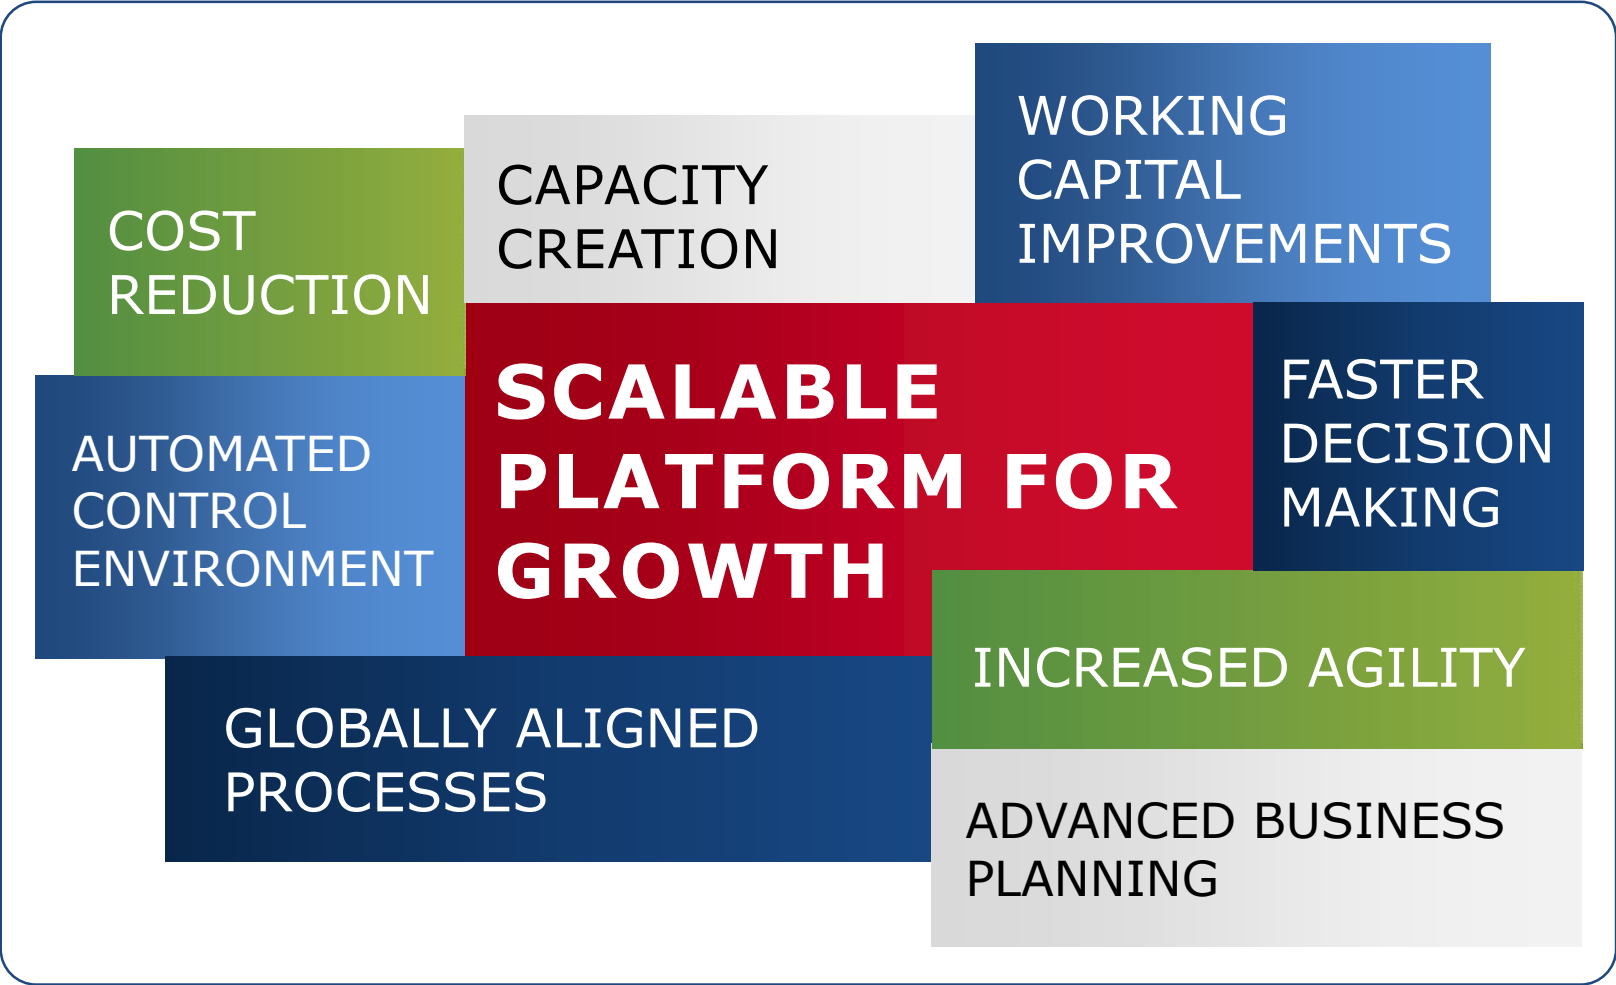 COST
REDUCTION
CAPACITY
CREATION
WORKING
CAPITAL
IMPROVEMENTS
AUTOMATED
CONTROL
ENVIRONMENT
SCALABLE
PLATFORM FOR
GROWTH
FASTER
DECISION
MAKING
GLOBALLY ALIGNED
PROCESSES
INCREASED AGILITY
ADVANCED BUSINESS
PLANNING